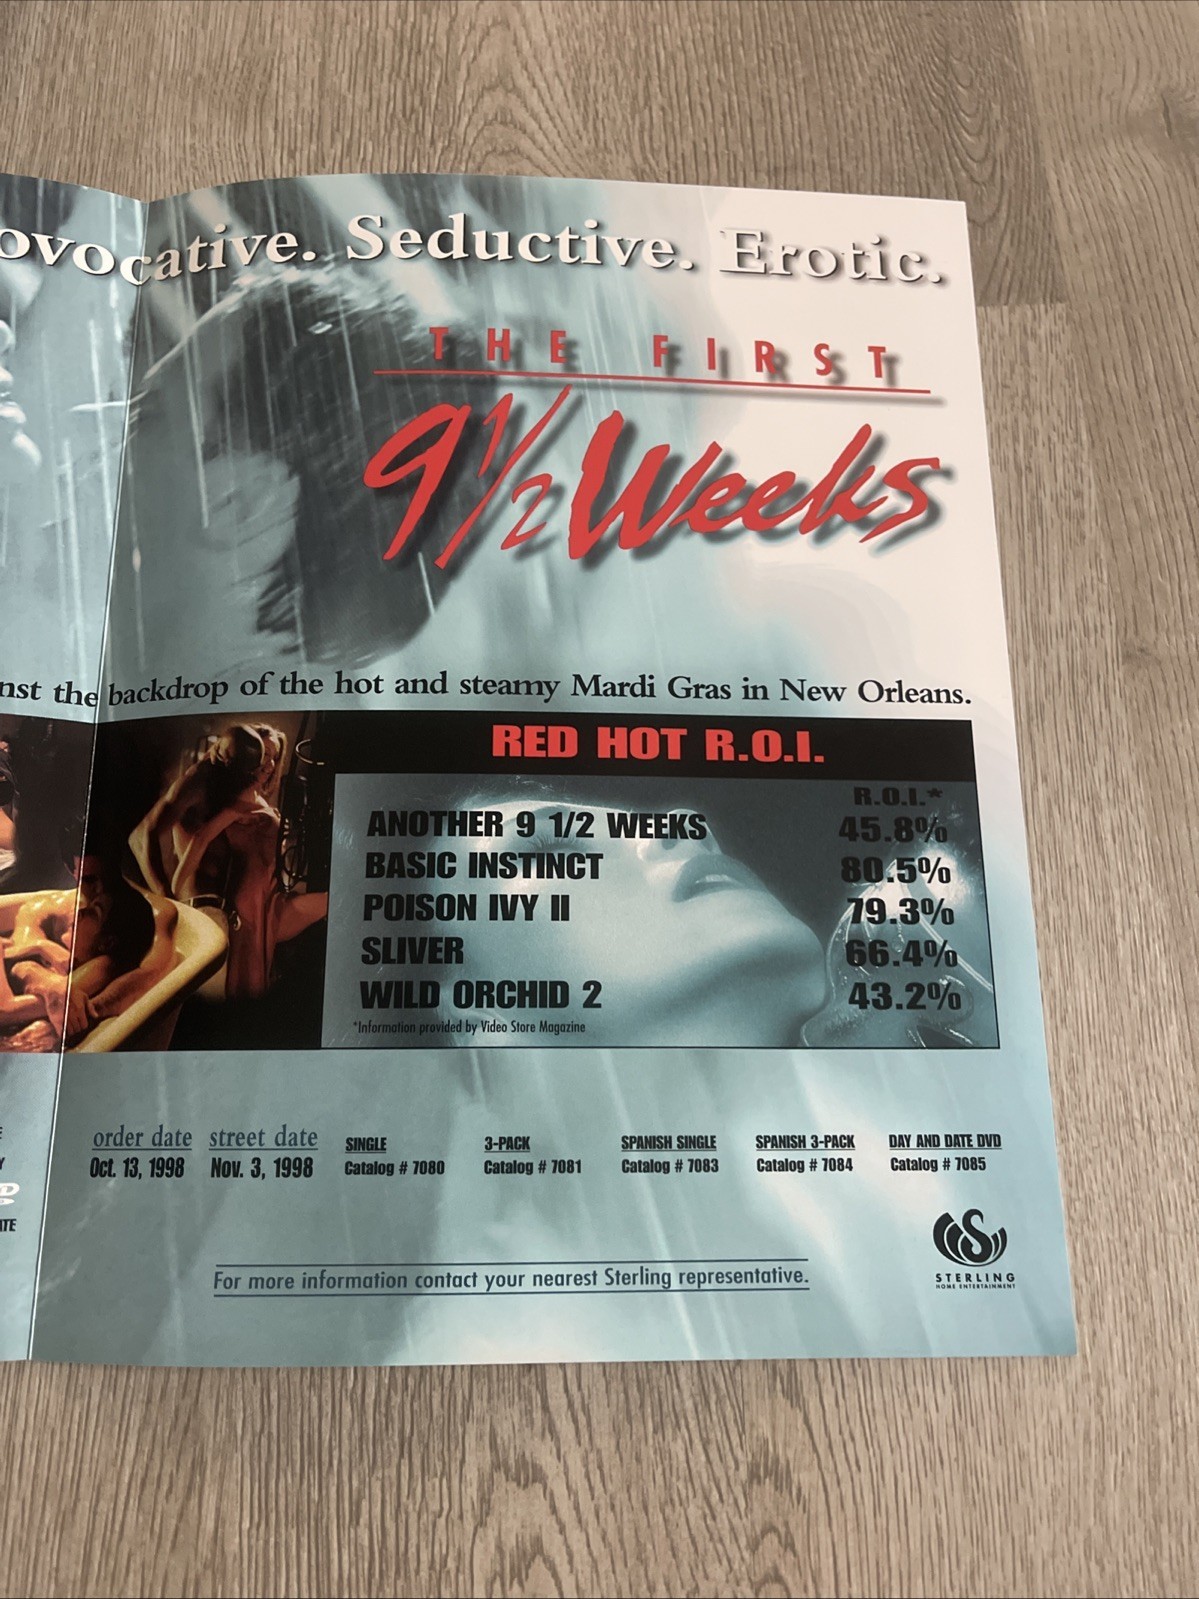 ovocative. Seductive. Erotic.
THE FIRST
9 1/2 Weeks
nst the backdrop of the hot and steamy Mardi Gras in New Orleans.
RED HOT R.O.I.
R.O.I.*
ANOTHER 9 1/2 WEEKS 45.8%
BASIC INSTINCT 80.5%
POISON IVY II 79.3%
SLIVER 66.4%
WILD ORCHID 2 43.2%
*Information provided by Video Store Magazine
order date street date SINGLE 3-PACK SPANISH SINGLE SPANISH 3-PACK DAY AND DATE DVD
Oct. 13, 1998 Nov. 3, 1998 Catalog # 7080 Catalog # 7081 Catalog # 7083 Catalog # 7084 Catalog # 7085
For more information contact your nearest Sterling representative.
STERLING
HOME ENTERTAINMENT